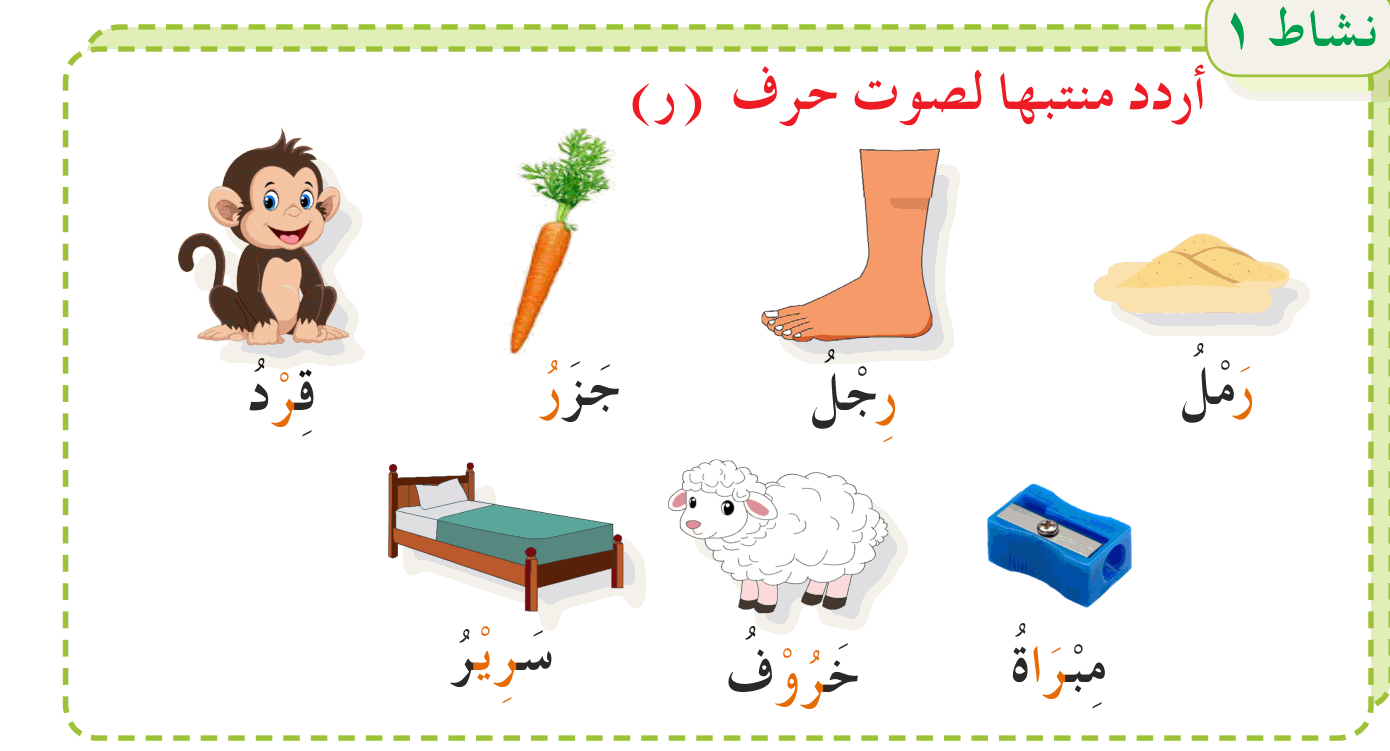 نشاط ١
أردد منتبها لصوت حرف (ر)
رَمْلُ رِجْلُ جَزَرُ قِرْدُ
مِبْرَاةُ خَرُوْفُ سَرِيْرُ